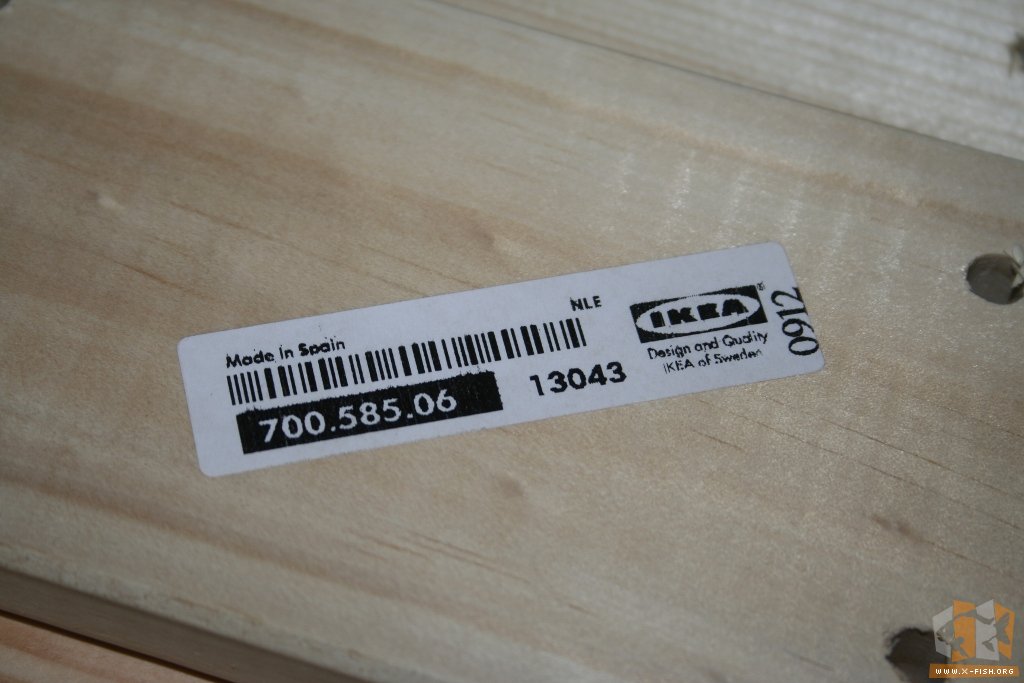 Made in Spain
NLE
700.585.06
13043
IKEA®
Design and Quality
IKEA of Sweden
0912
WWW.X-FISH.ORG